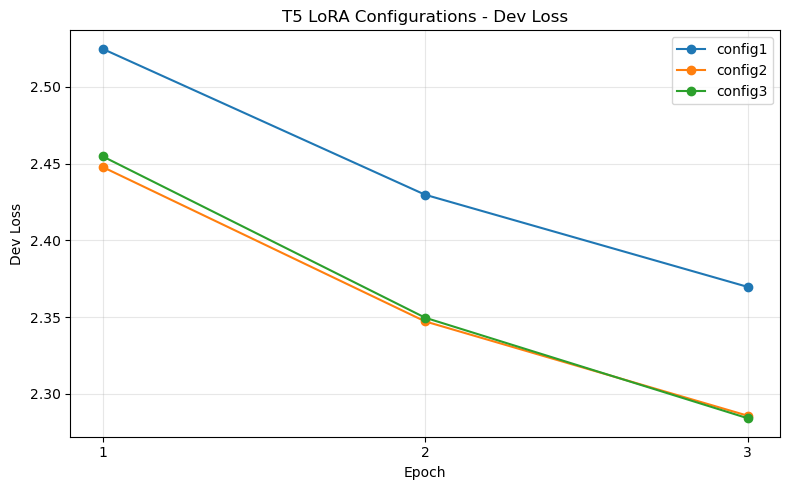 T5 LoRA Configurations - Dev Loss
config1
config2
config3
Dev Loss
2.50
2.45
2.40
2.35
2.30
1
2
3
Epoch